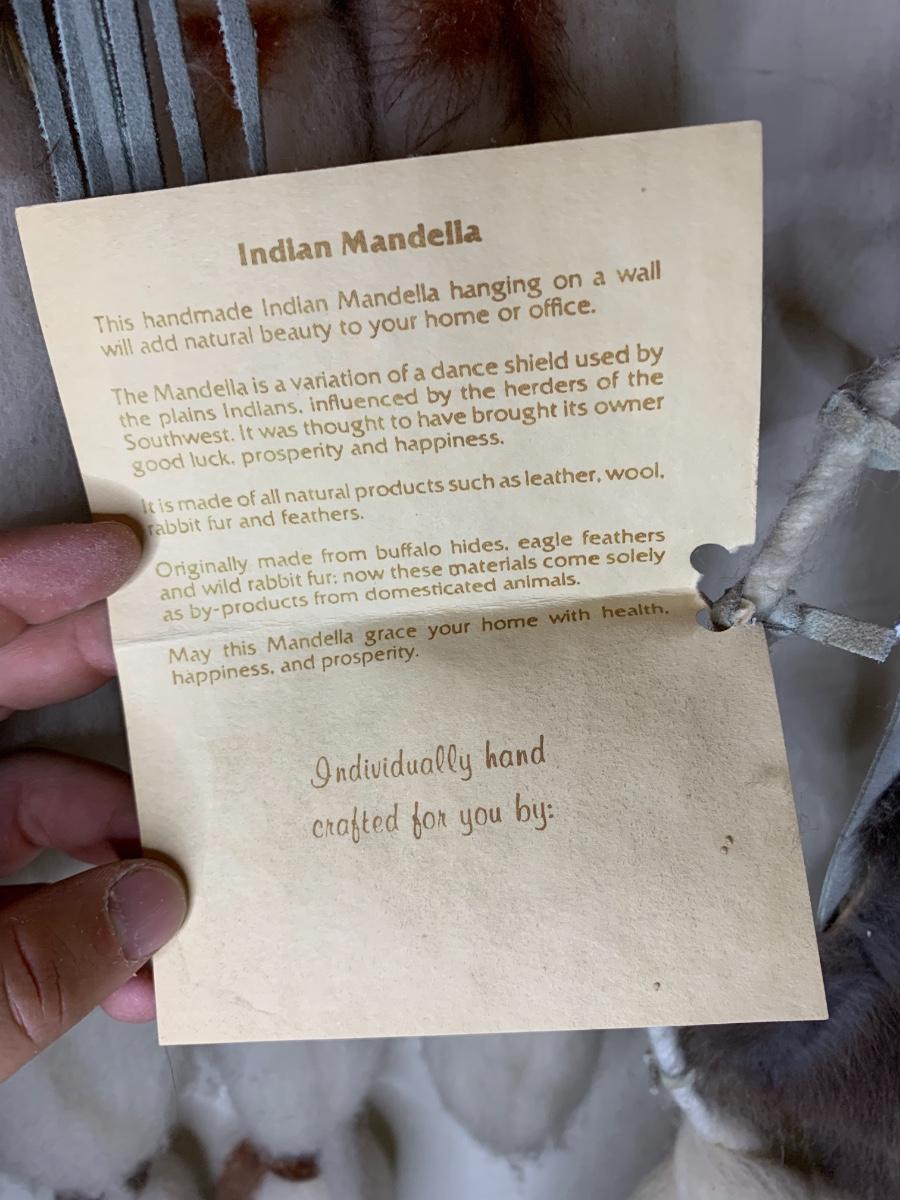 Indian Mandella
This handmade Indian Mandella hanging on a wall
will add natural beauty to your home or office.
The Mandella is a variation of a dance shield used by
the plains Indians, influenced by the herders of the
Southwest. It was thought to have brought its owner
good luck, prosperity and happiness.
It is made of all natural products such as leather, wool,
rabbit fur and feathers.
Originally made from buffalo hides, eagle feathers
and wild rabbit fur; now these materials come solely
as by-products from domesticated animals.
May this Mandella grace your home with health,
happiness, and prosperity.
Individually hand
crafted for you by: